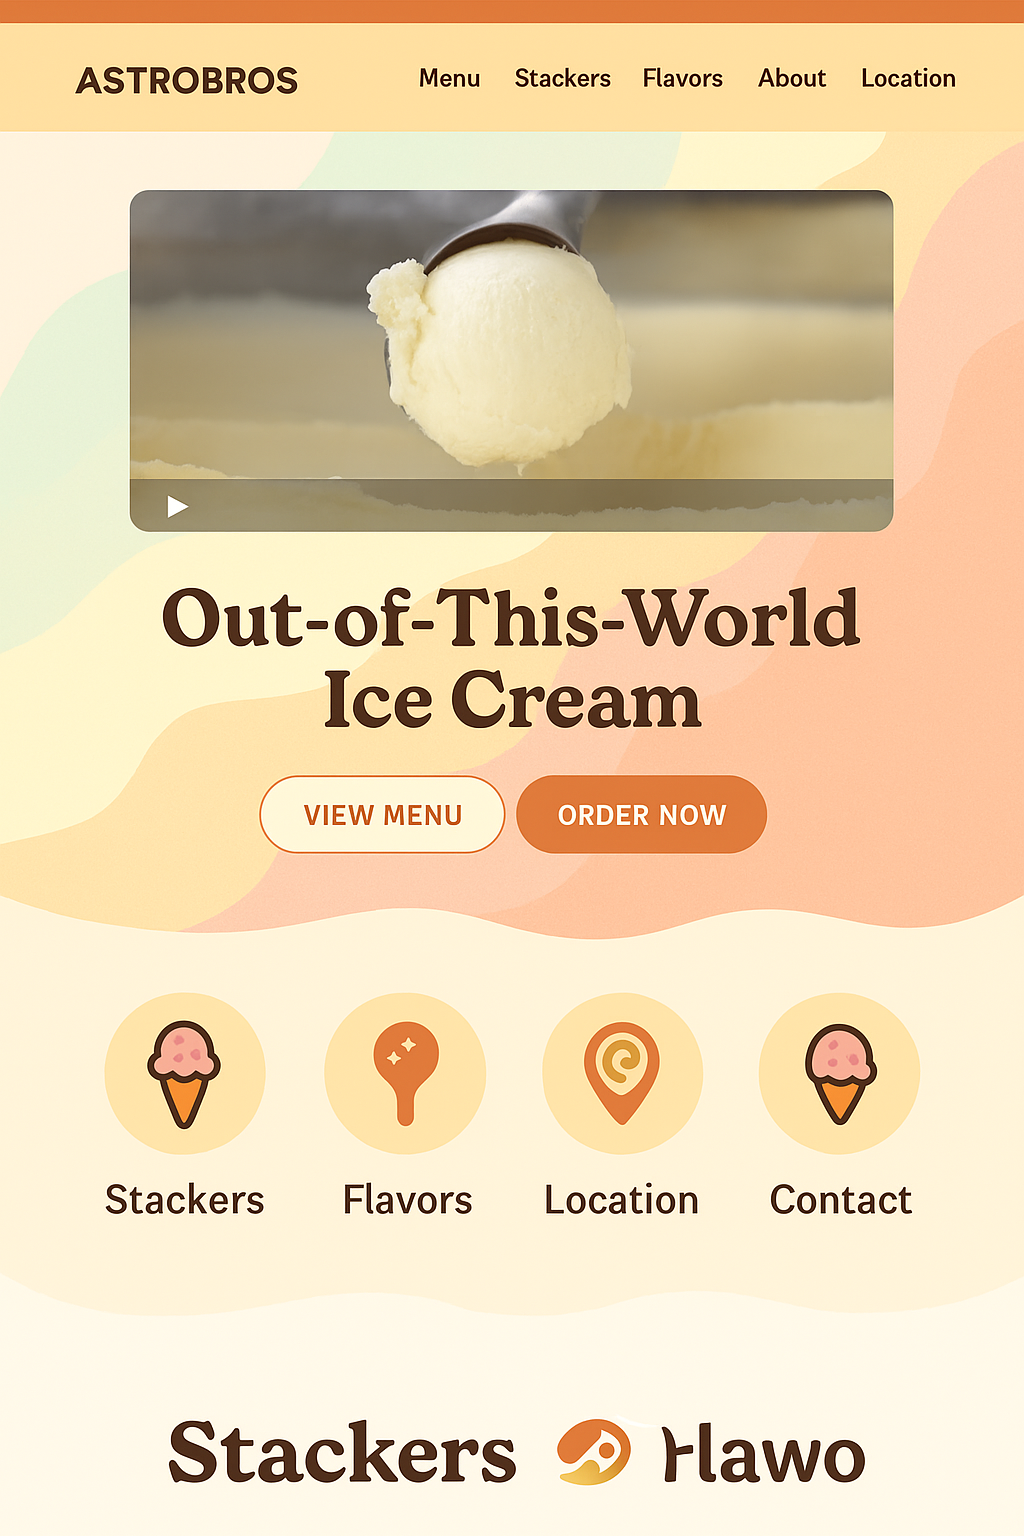 ASTROBROS
Menu Stackers Flavors About Location
Out-of-This-World
Ice Cream
VIEW MENU ORDER NOW
Stackers Flavors Location Contact
Stackers